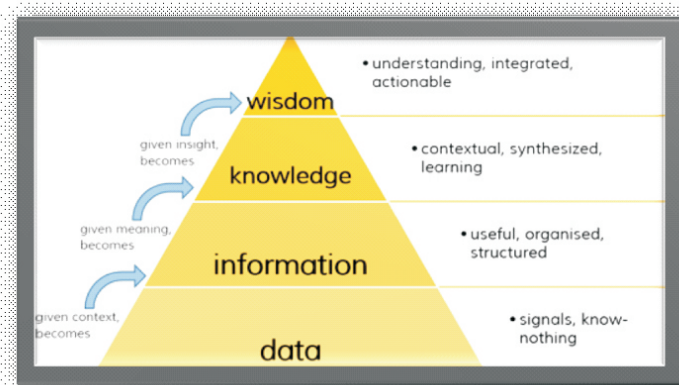 • understanding, integrated,
actionable
wisdom
given insight,
becomes
• contextual, synthesized,
learning
knowledge
given meaning,
becomes
• useful, organised,
structured
information
given context,
becomes
• signals, know-
nothing
data